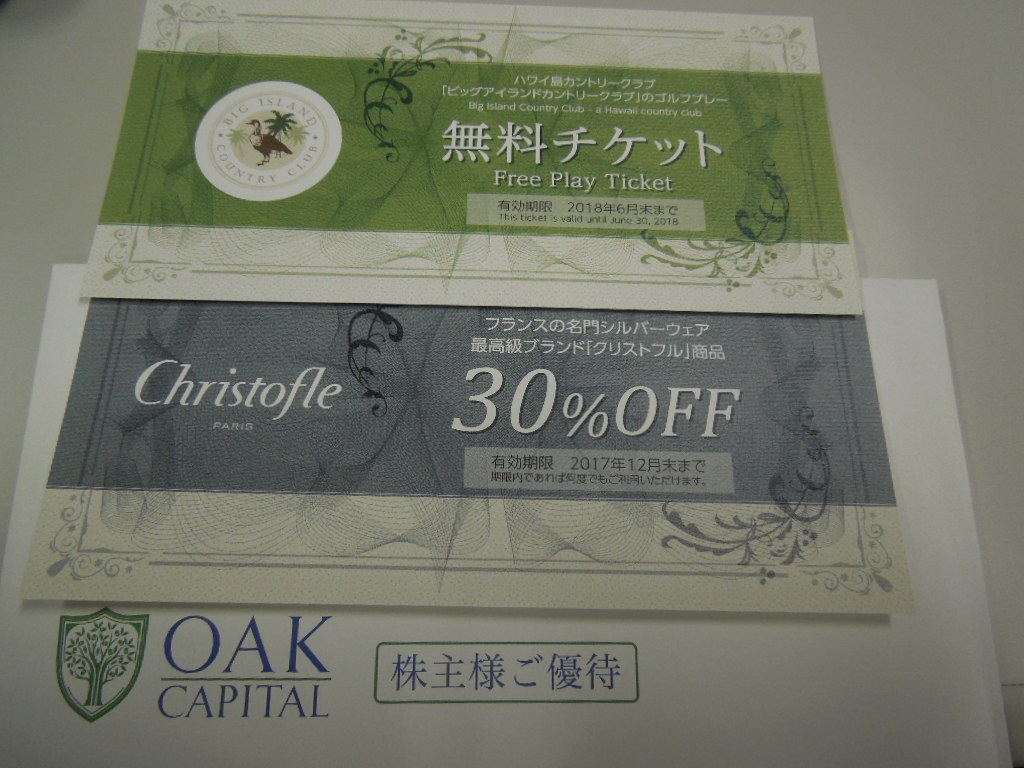 BIG ISLAND
COUNTRY CLUB
ハワイ島カントリークラブ
「ビッグアイランドカントリークラブ」のゴルフプレー
Big Island Country Club - a Hawaii country club
無料チケット
Free Play Ticket
有効期限　2018年6月末まで
This ticket is valid until June 30, 2018
Christofle
PARIS
フランスの名門シルバーウェア
最高級ブランド「クリストフル」商品
30%OFF
有効期限　2017年12月末まで
期限内であれば何度でもご利用いただけます。
OAK
CAPITAL
株主様ご優待